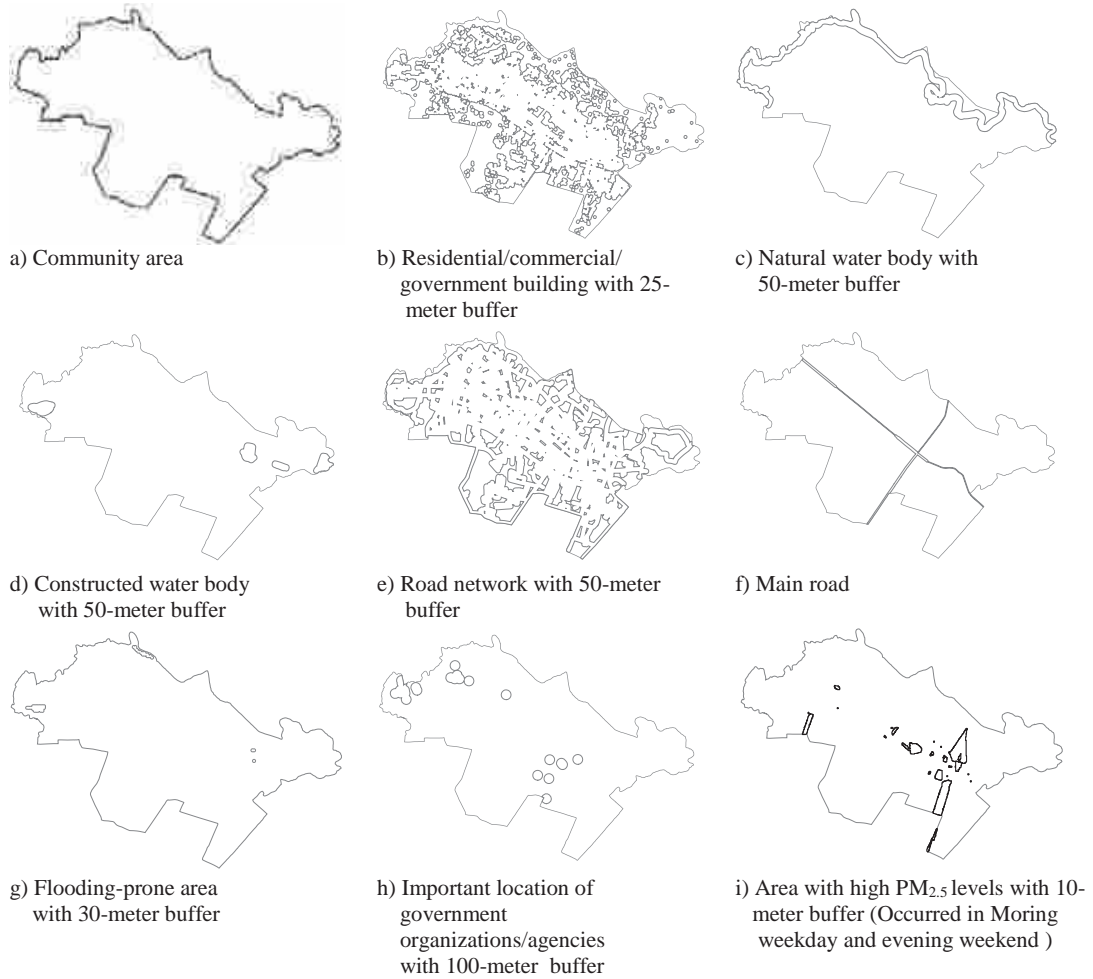 a) Community area
b) Residential/commercial/
government building with 25-
meter buffer
c) Natural water body with
50-meter buffer
d) Constructed water body
with 50-meter buffer
e) Road network with 50-meter
buffer
f) Main road
g) Flooding-prone area
with 30-meter buffer
h) Important location of
government
organizations/agencies
with 100-meter buffer
i) Area with high PM2.5 levels with 10-
meter buffer (Occurred in Moring
weekday and evening weekend )